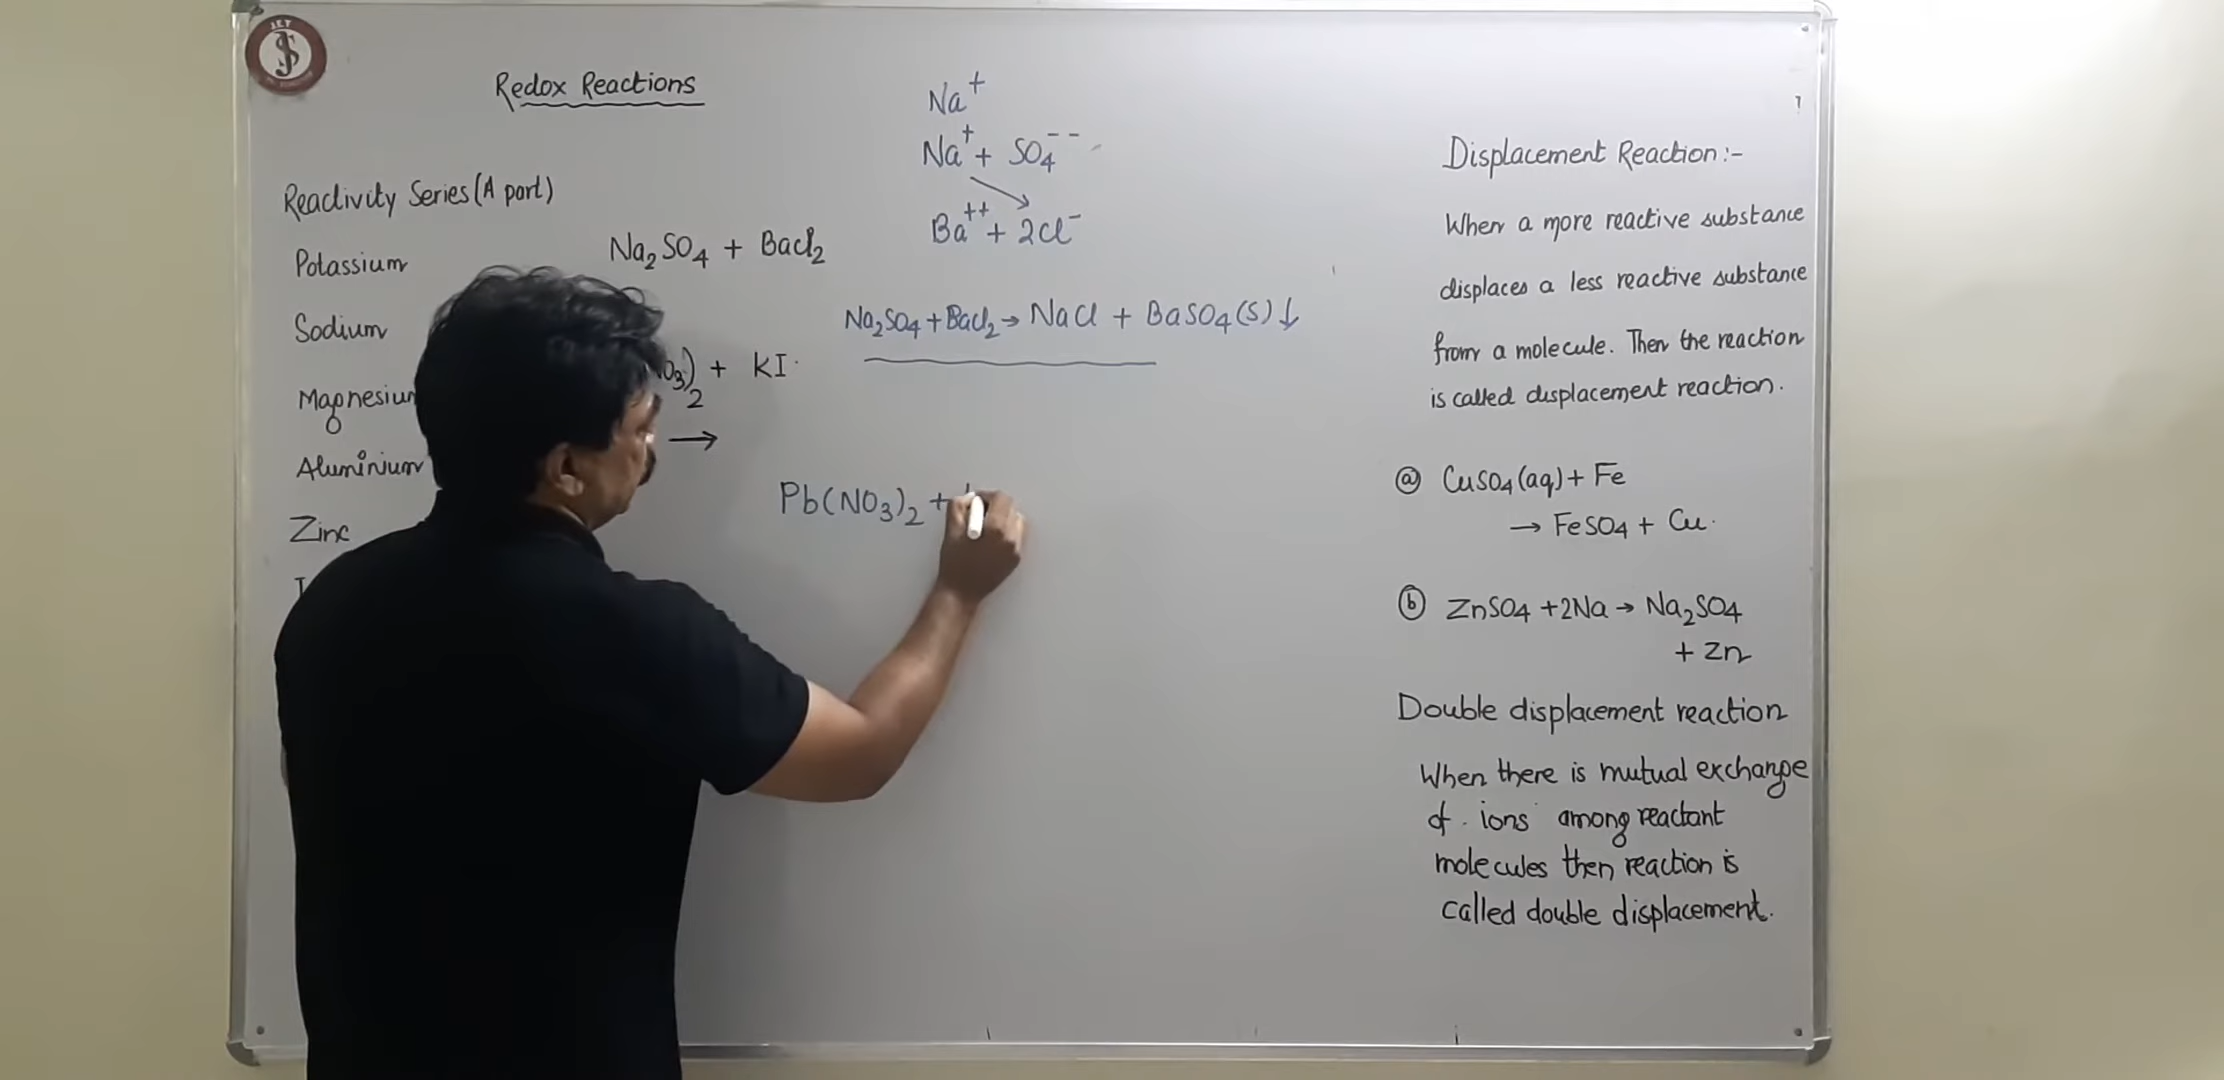 JET
Redox Reactions
Reactivity Series (A part)
Potassium
Sodium
Magnesium
Aluminium
Zinc
Na₂SO₄ + Bacl₂
O₃)₂ + KI.
→
Na⁺
Na⁺ + SO₄⁻⁻
Ba⁺⁺ + 2Cl⁻
Na₂SO₄ + Bacl₂ → NaCl + BaSO₄(s)↓
Pb(NO₃)₂ +
Displacement Reaction:-
When a more reactive substance
displaces a less reactive substance
from a molecule. Then the reaction
is called displacement reaction.
ⓐ CuSO₄(aq) + Fe
→ FeSO₄ + Cu.
ⓑ ZnSO₄ + 2Na → Na₂SO₄
+ Zn
Double displacement reaction
When there is mutual exchange
of ions among reactant
molecules then reaction is
called double displacement.